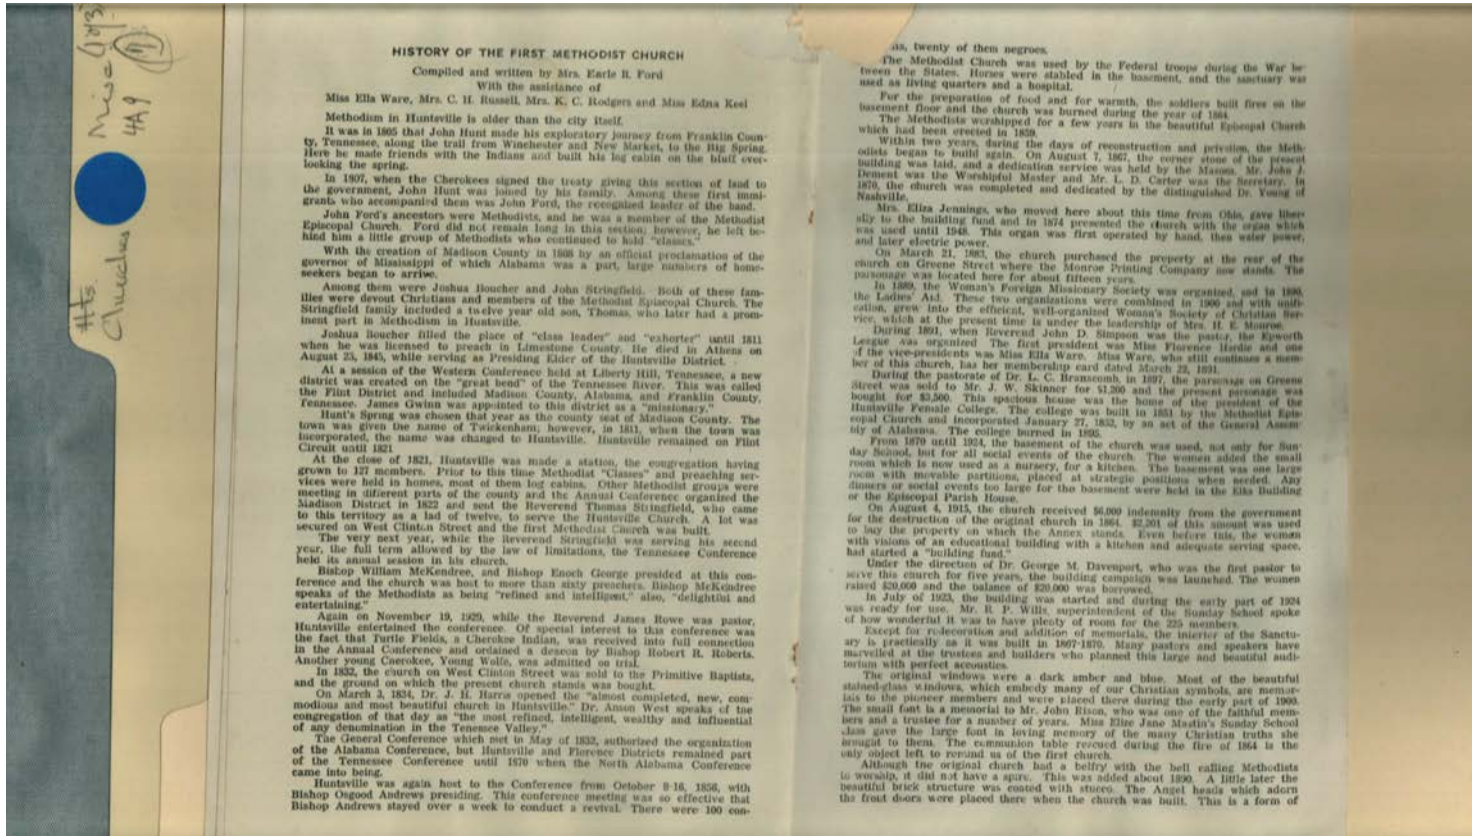 Misc (1 of 3)
4A9
Hts
Churches
HISTORY OF THE FIRST METHODIST CHURCH
Compiled and written by Mrs. Earle R. Ford
With the assistance of
Miss Ella Ware, Mrs. C. H. Russell, Mrs. K. C. Rodgers and Miss Edna Keel
Methodism in Huntsville is older than the city itself.
It was in 1805 that John Hunt made his exploratory journey from Franklin Coun-
ty, Tennessee, along the trail from Winchester and New Market, to the Big Spring.
Here he made friends with the Indians and built his log cabin on the bluff over-
looking the spring.
In 1907, when the Cherokees signed the treaty giving this section of land to
the government, John Hunt was joined by his family. Among these first immi-
grants who accompanied them was John Ford, the recognized leader of the band.
John Ford's ancestors were Methodists, and he was a member of the Methodist
Episcopal Church. Ford did not remain long in this section, however, he left be-
hind him a little group of Methodists who continued to hold "classes."
With the creation of Madison County in 1808 by an official proclamation of the
governor of Mississippi of which Alabama was a part, large numbers of home-
seekers began to arrive.
Among them were Joshua Boucher and John Stringfield. Both of these fam-
ilies were devout Christians and members of the Methodist Episcopal Church. The
Stringfield family included a twelve year old son, Thomas, who later had a prom-
inent part in Methodism in Huntsville.
Joshua Boucher filled the place of "class leader" and "exhorter" until 1811
when he was licensed to preach in Limestone County. He died in Athens on
August 23, 1845, while serving as Presiding Elder of the Huntsville District.
At a session of the Western Conference held at Liberty Hill, Tennessee, a new
district was created on the "great bend" of the Tennessee River. This was called
the Flint District and included Madison County, Alabama, and Franklin County,
Tennessee. James Gwinn was appointed to this district as a "missionary."
Hunt's Spring was chosen that year as the county seat of Madison County. The
town was given the name of Twickenham; however, in 1811, when the town was
incorporated, the name was changed to Huntsville. Huntsville remained on Flint
Circuit until 1821
At the close of 1821, Huntsville was made a station, the congregation having
grown to 127 members. Prior to this time Methodist "Classes" and preaching ser-
vices were held in homes, most of them log cabins. Other Methodist groups were
meeting in different parts of the county and the Annual Conference organized the
Madison District in 1822 and sent the Reverend Thomas Stringfield, who came
to this territory as a lad of twelve, to serve the Huntsville Church. A lot was
secured on West Clinton Street and the first Methodist Church was built.
The very next year, while the Reverend Stringfield was serving his second
year, the full term allowed by the law of limitations, the Tennessee Conference
held its annual session in his church.
Bishop William McKendree, and Bishop Enoch George presided at this con-
ference and the church was host to more than sixty preachers. Bishop McKendree
speaks of the Methodists as being "refined and intelligent," also, "delightful and
entertaining."
Again on November 19, 1929, while the Reverend James Rowe was pastor,
Huntsville entertained the conference. Of special interest to this conference was
the fact that Turtle Fields, a Cherokee Indian, was received into full connection
in the Annual Conference and ordained a deacon by Bishop Robert R. Roberts.
Another young Cherokee, Young Wolfe, was admitted on trial.
In 1832, the church on West Clinton Street was sold to the Primitive Baptists,
and the ground on which the present church stands was bought.
On March 3, 1834, Dr. J. H. Harris opened the "almost completed, new, com-
modious and most beautiful church in Huntsville." Dr. Anson West speaks of the
congregation of that day as "the most refined, intelligent, wealthy and influential
of any denomination in the Tenessee Valley."
The General Conference which met in May of 1832, authorized the organization
of the Alabama Conference, but Huntsville and Florence Districts remained part
of the Tennessee Conference until 1870 when the North Alabama Conference
came into being.
Huntsville was again host to the Conference from October 8-16, 1856, with
Bishop Osgood Andrews presiding. This conference meeting was so effective that
Bishop Andrews stayed over a week to conduct a revival. There were 100 con-
twenty of them negroes.
The Methodist Church was used by the Federal troops during the War be-
tween the States. Horses were stabled in the basement, and the sanctuary was
used as living quarters and a hospital.
For the preparation of food and for warmth, the soldiers built fires on the
basement floor and the church was burned during the year of 1864.
The Methodists worshipped for a few years in the beautiful Episcopal Church
which had been erected in 1859.
Within two years, during the days of reconstruction and privation, the Meth-
odists began to build again. On August 7, 1867, the corner stone of the present
building was laid, and a dedication service was held by the Masons. Mr. John J.
Dement was the Worshipful Master and Mr. L. D. Carter was the Secretary. In
1870, the church was completed and dedicated by the distinguished Dr. Young of
Nashville.
Mrs. Eliza Jennings, who moved here about this time from Ohio, gave liber-
ally to the building fund and in 1874 presented the church with the organ which
was used until 1948. This organ was first operated by hand, then water power,
and later electric power.
On March 21, 1883, the church purchased the property at the rear of the
church on Greene Street where the Monroe Printing Company now stands. The
parsonage was located here for about fifteen years.
In 1889, the Woman's Foreign Missionary Society was organized, and in 1890,
the Ladies' Aid. These two organizations were combined in 1900 and with unifi-
cation, grew into the efficient, well-organized Woman's Society of Christian Ser-
vice, which at the present time is under the leadership of Mrs. H. E. Monroe.
During 1891, when Reverend John D. Simpson was the pastor, the Epworth
League was organized The first president was Miss Florence Hardie and one
of the vice-presidents was Miss Ella Ware. Miss Ware, who still continues a mem-
ber of this church, has her membership card dated March 22, 1891.
During the pastorate of Dr. L. C. Branscomb, in 1897, the parsonage on Greene
Street was sold to Mr. J. W. Skinner for $1,200 and the present parsonage was
bought for $3,500. This spacious house was the home of the president of the
Huntsville Female College. The college was built in 1851 by the Methodist Epis-
copal Church and incorporated January 27, 1852, by an act of the General Assem-
bly of Alabama. The college burned in 1895.
From 1870 until 1924, the basement of the church was used, not only for Sun-
day School, but for all social events of the church. The women added the small
room which is now used as a nursery, for a kitchen. The basement was one large
room with movable partitions, placed at strategic positions when needed. Any
dinners or social events too large for the basement were held in the Elks Building
or the Episcopal Parish House.
On August 4, 1915, the church received $6,000 indemnity from the government
for the destruction of the original church in 1864. $2,201 of this amount was used
to buy the property on which the Annex stands. Even before this, the women
with visions of an educational building with a kitchen and adequate serving space,
had started a "building fund."
Under the direction of Dr. George M. Davenport, who was the first pastor to
serve this church for five years, the building campaign was launched. The women
raised $20,000 and the balance of $20,000 was borrowed.
In July of 1923, the building was started and during the early part of 1924
was ready for use. Mr. R. P. Wills, superintendent of the Sunday School spoke
of how wonderful it was to have plenty of room for the 225 members.
Except for redecoration and addition of memorials, the interior of the Sanctu-
ary is practically as it was built in 1867-1870. Many pastors and speakers have
marvelled at the trustees and builders who planned this large and beautiful audi-
torium with perfect accoustics.
The original windows were a dark amber and blue. Most of the beautiful
stained-glass windows, which embody many of our Christian symbols, are memor-
ials to the pioneer members and were placed there during the early part of 1900.
The small font is a memorial to Mr. John Rison, who was one of the faithful mem-
bers and a trustee for a number of years. Miss Elize Jane Mastin's Sunday School
class gave the large font in loving memory of the many Christian truths she
brought to them. The communion table rescued during the fire of 1864 is the
only object left to remind us of the first church.
Although the original church had a belfry with the bell calling Methodists
to worship, it did not have a spire. This was added about 1890. A little later the
beautiful brick structure was coated with stucco. The Angel heads which adorn
the front doors were placed there when the church was built. This is a form of